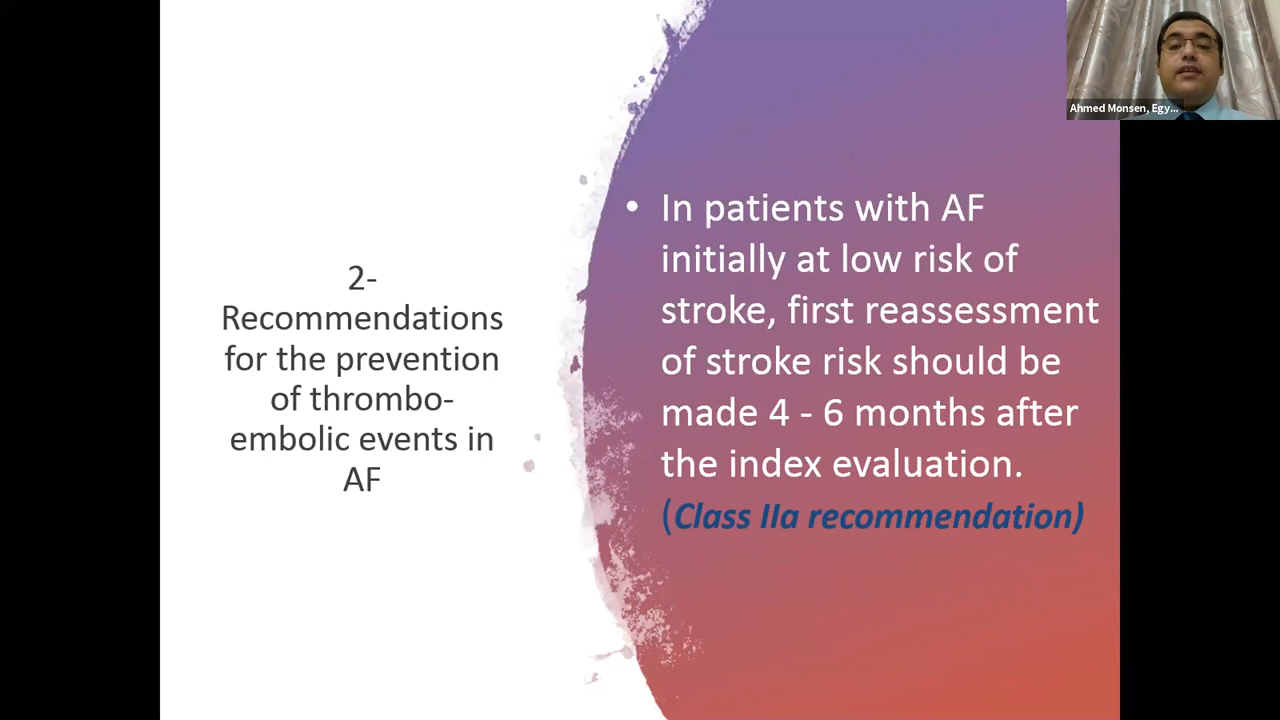 2-
Recommendations
for the prevention
of thrombo-
embolic events in
AF
• In patients with AF
initially at low risk of
stroke, first reassessment
of stroke risk should be
made 4 - 6 months after
the index evaluation.
(Class IIa recommendation)
Ahmed Monsen, Egy...